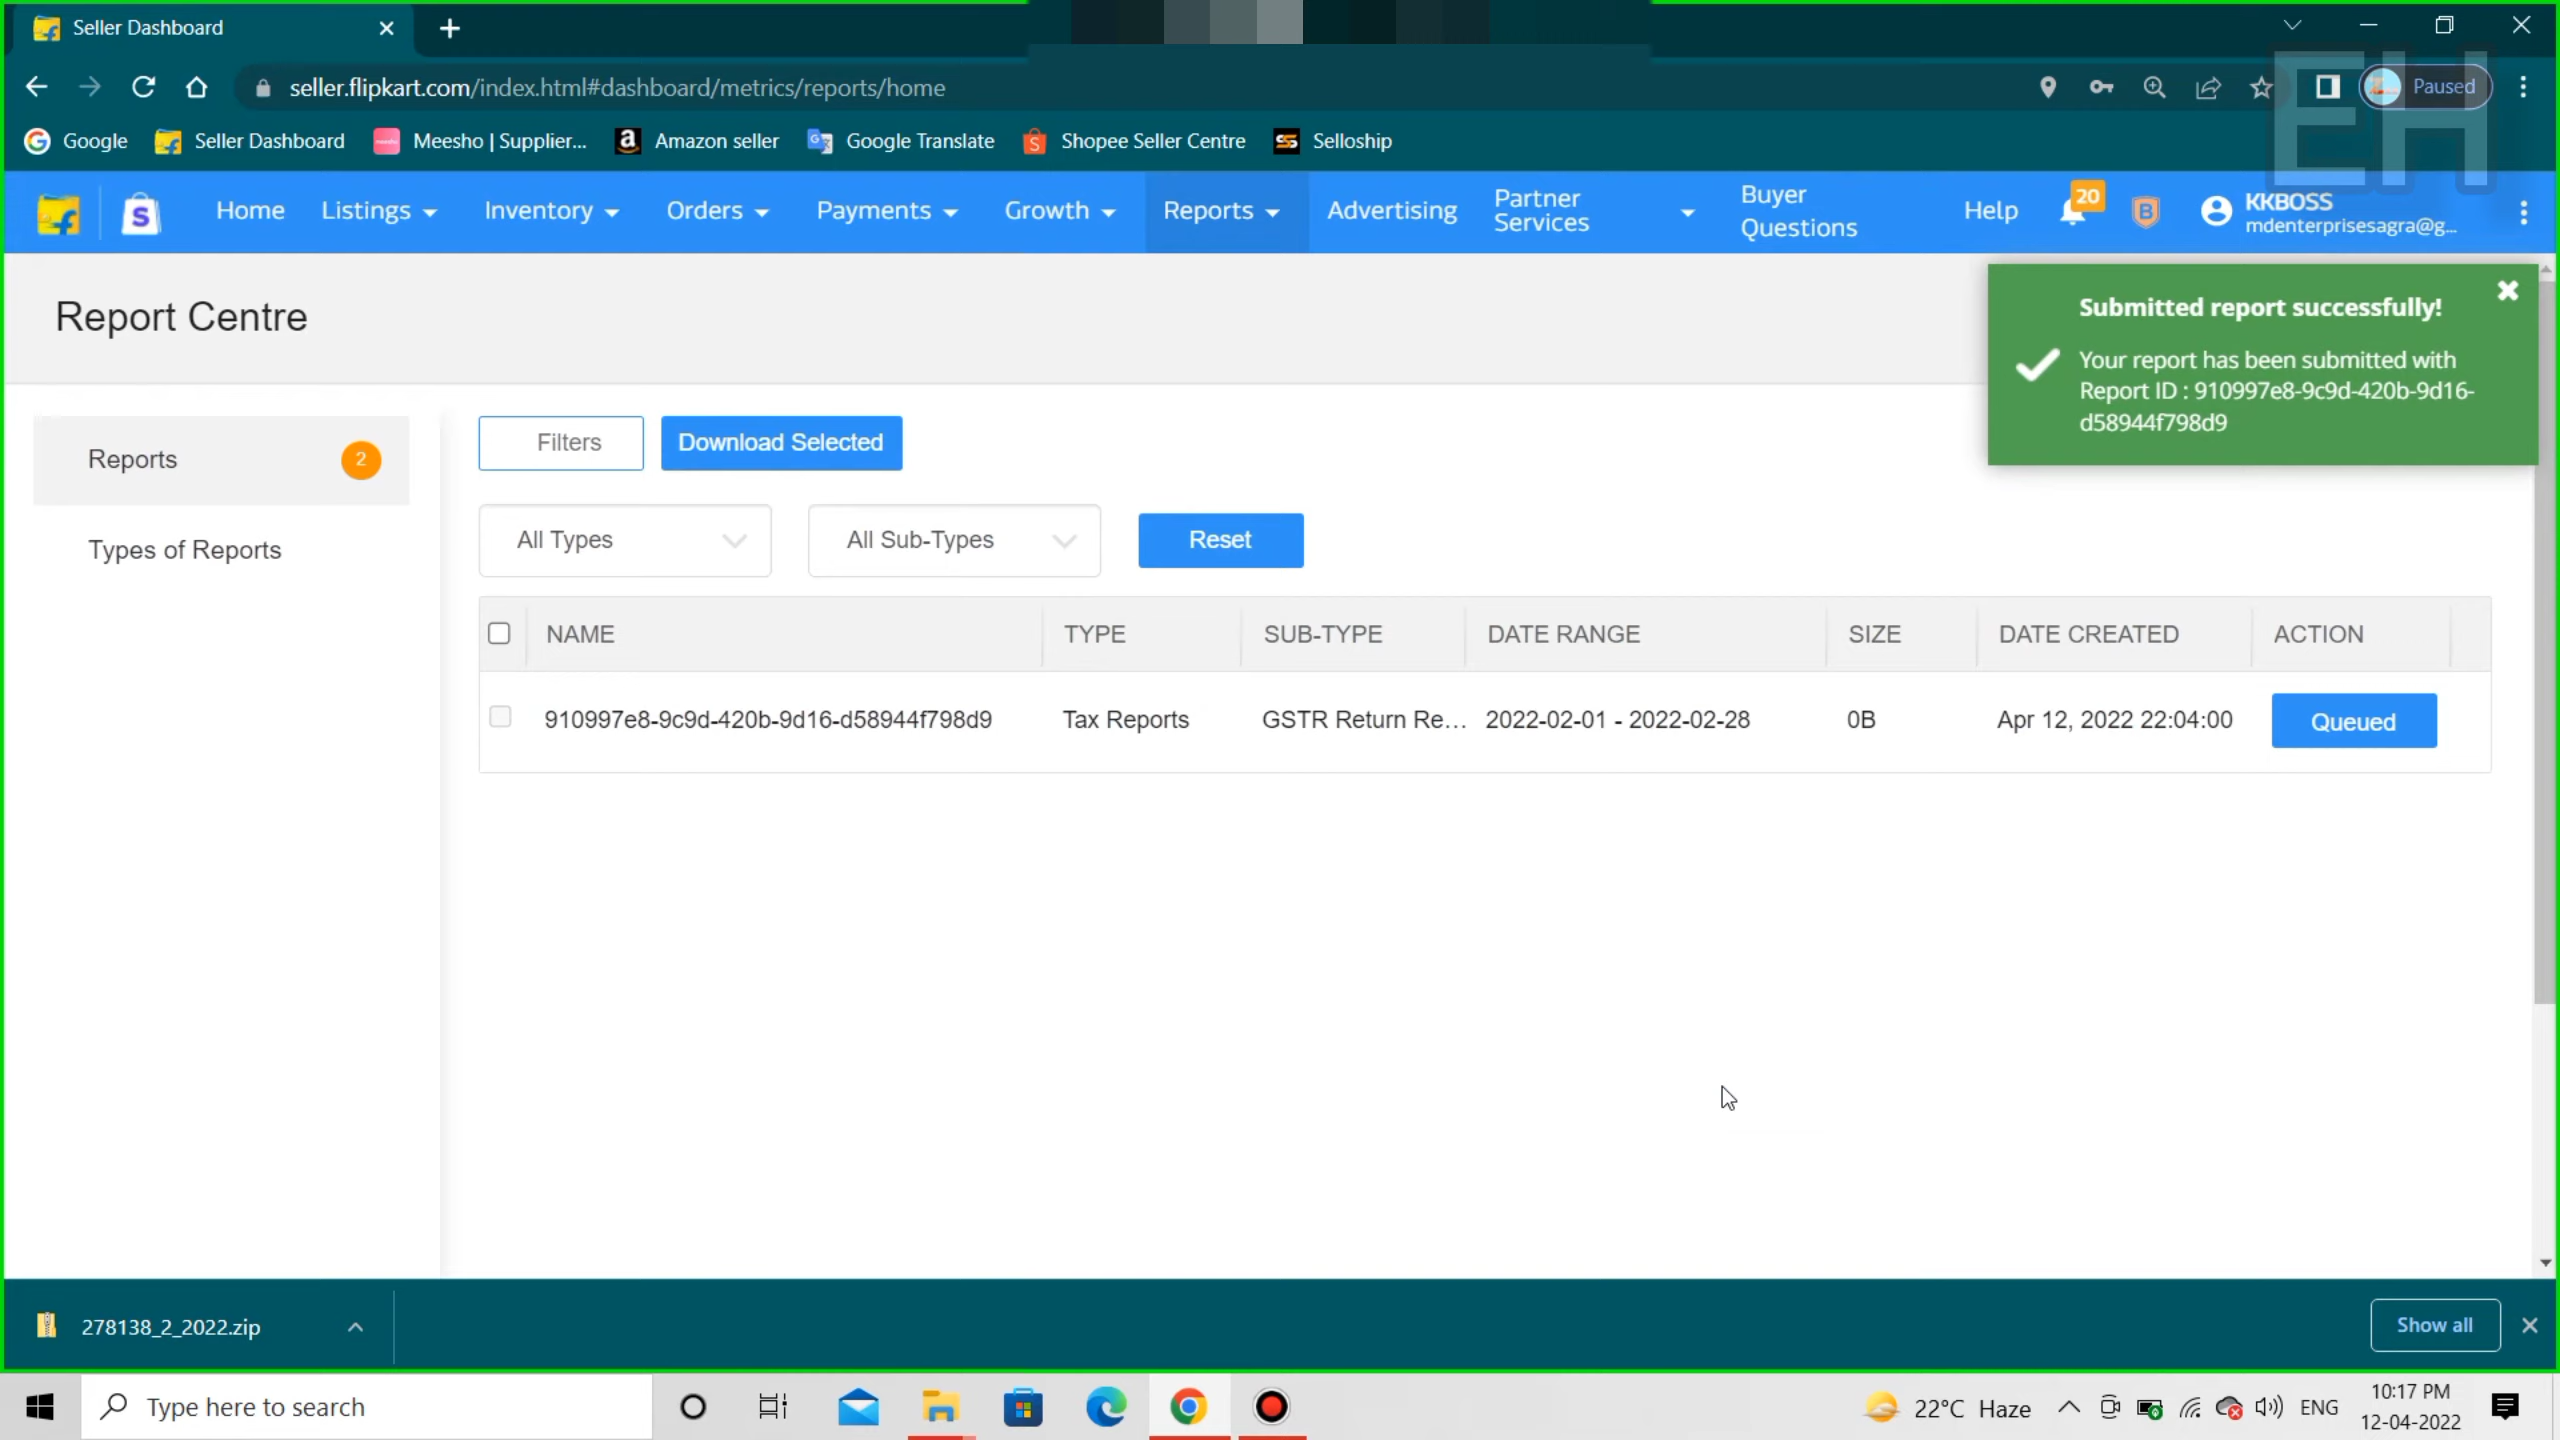 Seller Dashboard
seller.flipkart.com/index.html#dashboard/metrics/reports/home
Paused
Google
Seller Dashboard
Meesho | Supplier...
Amazon seller
Google Translate
Shopee Seller Centre
Selloship
EH
Home
Listings
Inventory
Orders
Payments
Growth
Reports
Advertising
Partner
Services
Buyer
Questions
Help
20
KKBOSS
mdenterprisesagra@g...
Report Centre
Submitted report successfully!
Your report has been submitted with
Report ID : 910997e8-9c9d-420b-9d16-
d58944f798d9
Reports 2
Types of Reports
Filters
Download Selected
All Types
All Sub-Types
Reset
NAME TYPE SUB-TYPE DATE RANGE SIZE DATE CREATED ACTION
910997e8-9c9d-420b-9d16-d58944f798d9 Tax Reports GSTR Return Re... 2022-02-01 - 2022-02-28 0B Apr 12, 2022 22:04:00 Queued
278138_2_2022.zip
Show all
Type here to search
22°C Haze
ENG
10:17 PM
12-04-2022